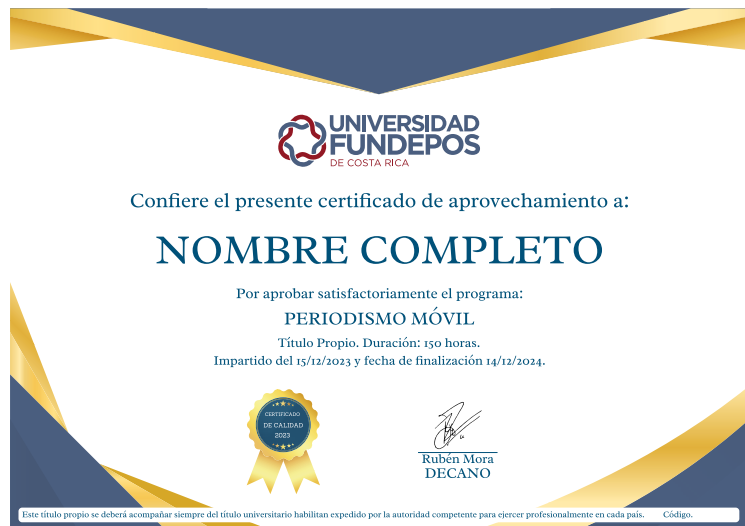 UNIVERSIDAD
FUNDEPOS
DE COSTA RICA
Confiere el presente certificado de aprovechamiento a:
NOMBRE COMPLETO
Por aprobar satisfactoriamente el programa:
PERIODISMO MÓVIL
Título Propio. Duración: 150 horas.
Impartido del 15/12/2023 y fecha de finalización 14/12/2024.
CERTIFICADO
DE CALIDAD
2023
Rubén Mora
DECANO
Este título propio se deberá acompañar siempre del título universitario habilitan expedido por la autoridad competente para ejercer profesionalmente en cada país. Código.